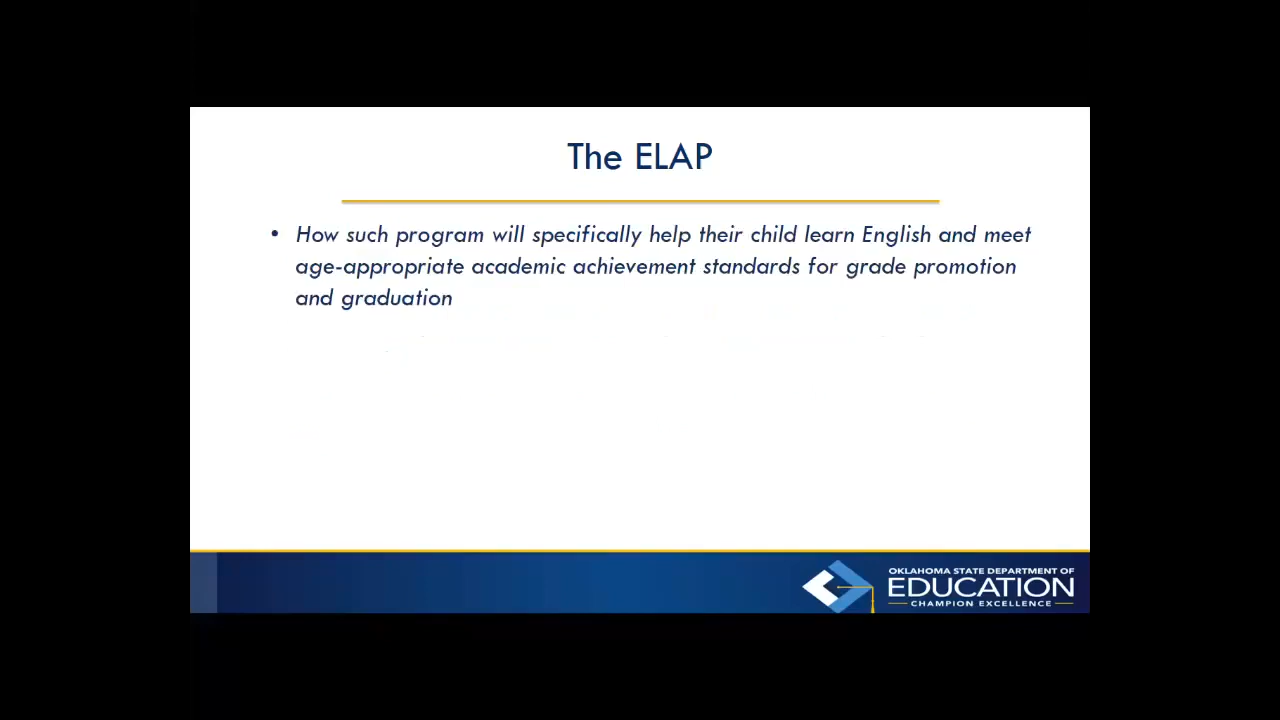 The ELAP
• How such program will specifically help their child learn English and meet
age-appropriate academic achievement standards for grade promotion
and graduation
OKLAHOMA STATE DEPARTMENT OF
EDUCATION
CHAMPION EXCELLENCE